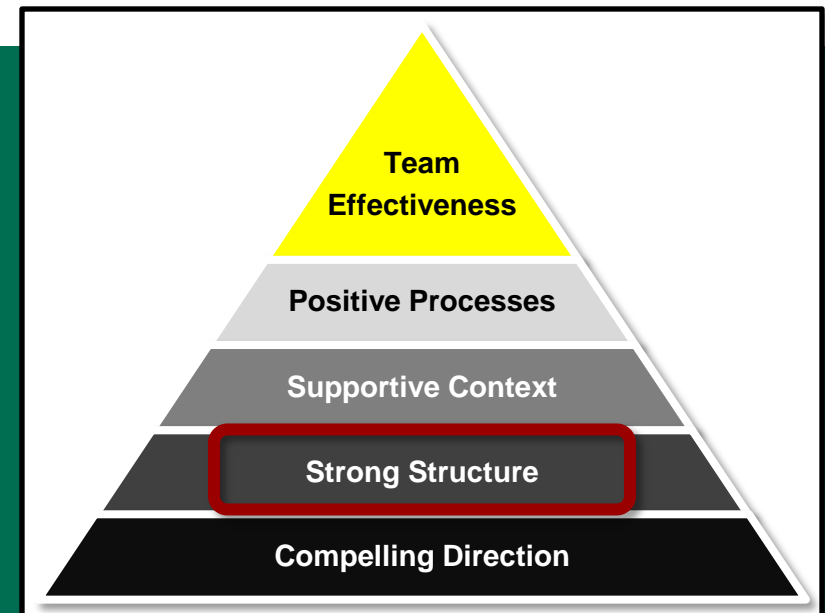 Team
Effectiveness
Positive Processes
Supportive Context
Strong Structure
Compelling Direction